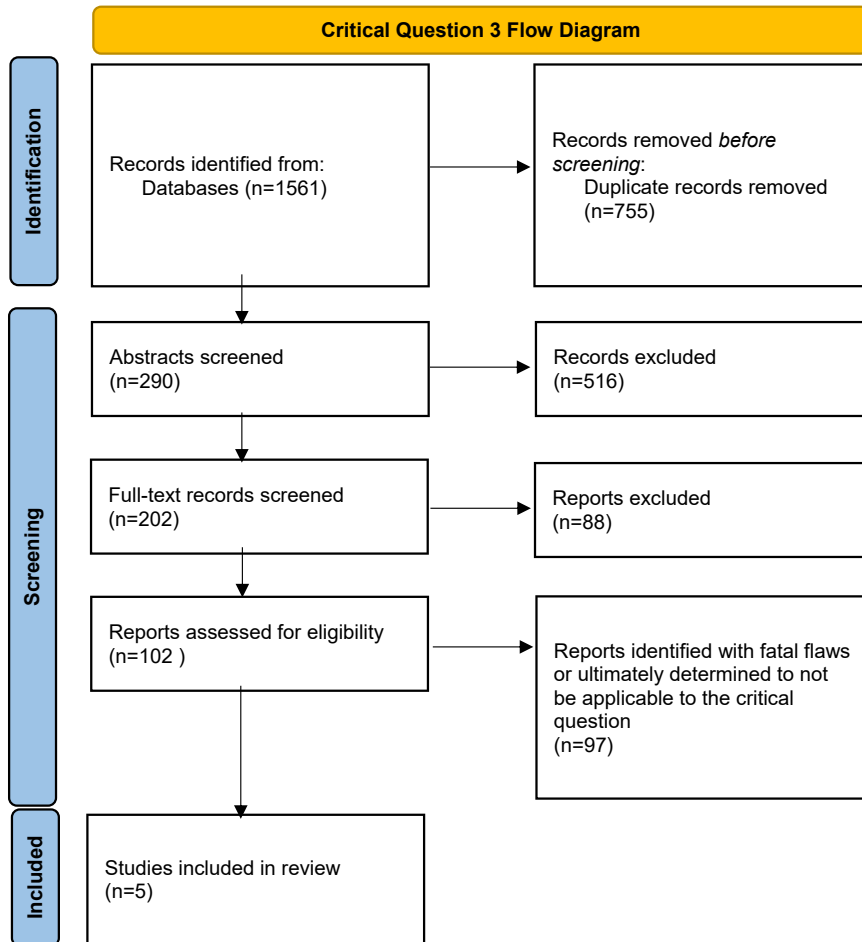 Critical Question 3 Flow Diagram
Identification
Records identified from:
Databases (n=1561)
Records removed before
screening:
Duplicate records removed
(n=755)
Screening
Abstracts screened
(n=290)
Records excluded
(n=516)
Full-text records screened
(n=202)
Reports excluded
(n=88)
Reports assessed for eligibility
(n=102 )
Reports identified with fatal flaws
or ultimately determined to not
be applicable to the critical
question
(n=97)
Included
Studies included in review
(n=5)